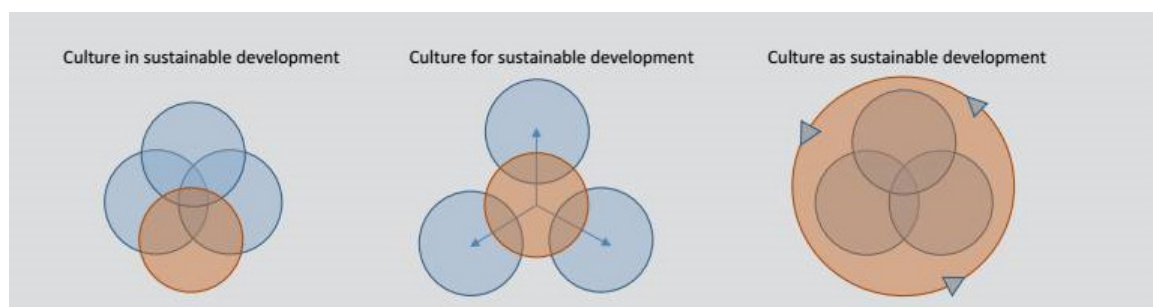 Culture in sustainable development
Culture for sustainable development
Culture as sustainable development